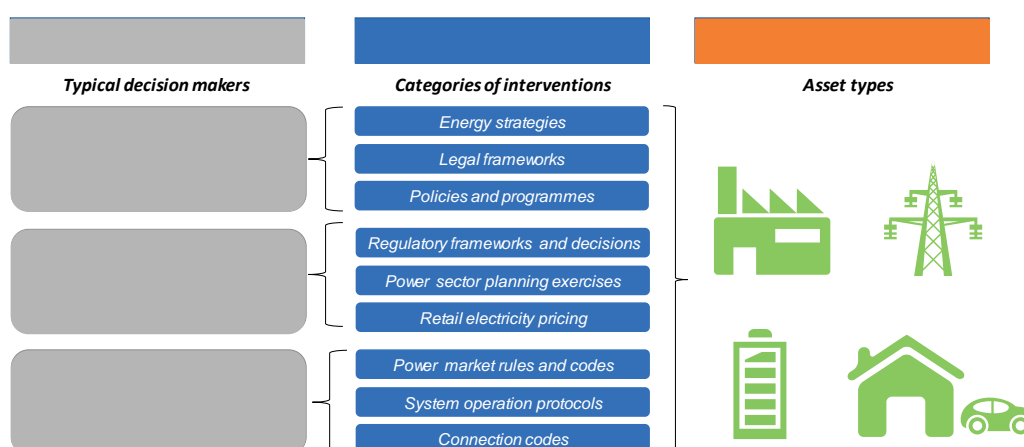 Typical decision makers
Categories of interventions
Asset types
Energy strategies
Legal frameworks
Policies and programmes
Regulatory frameworks and decisions
Power sector planning exercises
Retail electricity pricing
Power market rules and codes
System operation protocols
Connection codes